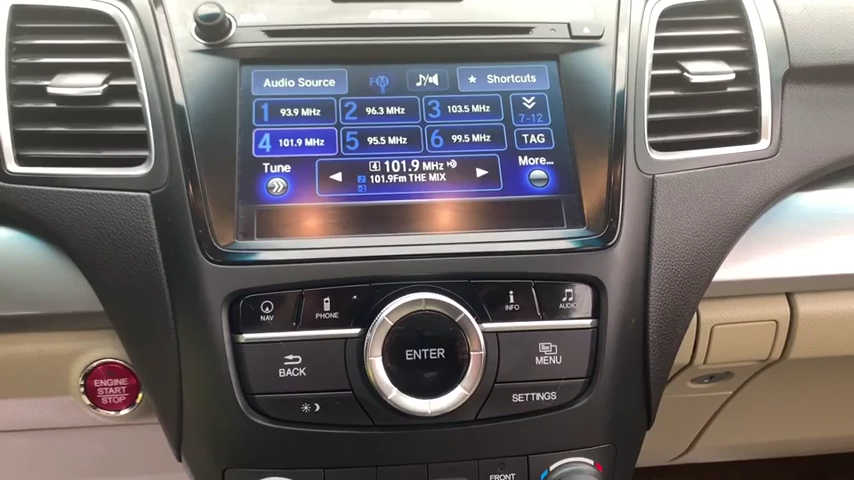 Audio Source FM Shortcuts
1 93.9 MHz 2 96.3 MHz 3 103.5 MHz
7-12
4 101.9 MHz 5 95.5 MHz 6 99.5 MHz TAG
Tune 4 101.9 MHz More...
101.9Fm THE MIX
NAV PHONE INFO AUDIO
ENTER
BACK MENU
SETTINGS
ENGINE
START
STOP
FRONT